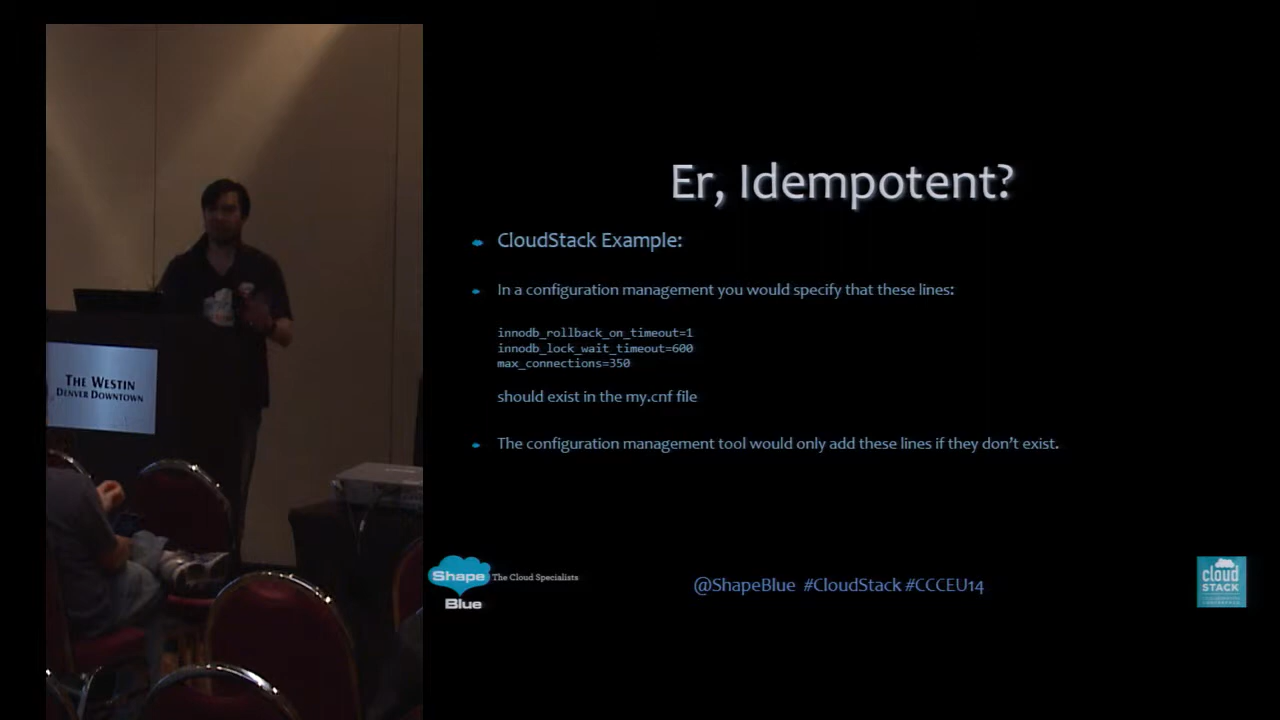 Er, Idempotent?
CloudStack Example:
In a configuration management you would specify that these lines:
innodb_rollback_on_timeout=1
innodb_lock_wait_timeout=600
max_connections=350
should exist in the my.cnf file
The configuration management tool would only add these lines if they don't exist.
THE WESTIN
DENVER DOWNTOWN
Shape
Blue
The Cloud Specialists
@ShapeBlue #CloudStack #CCCEU14
cloud
STACK